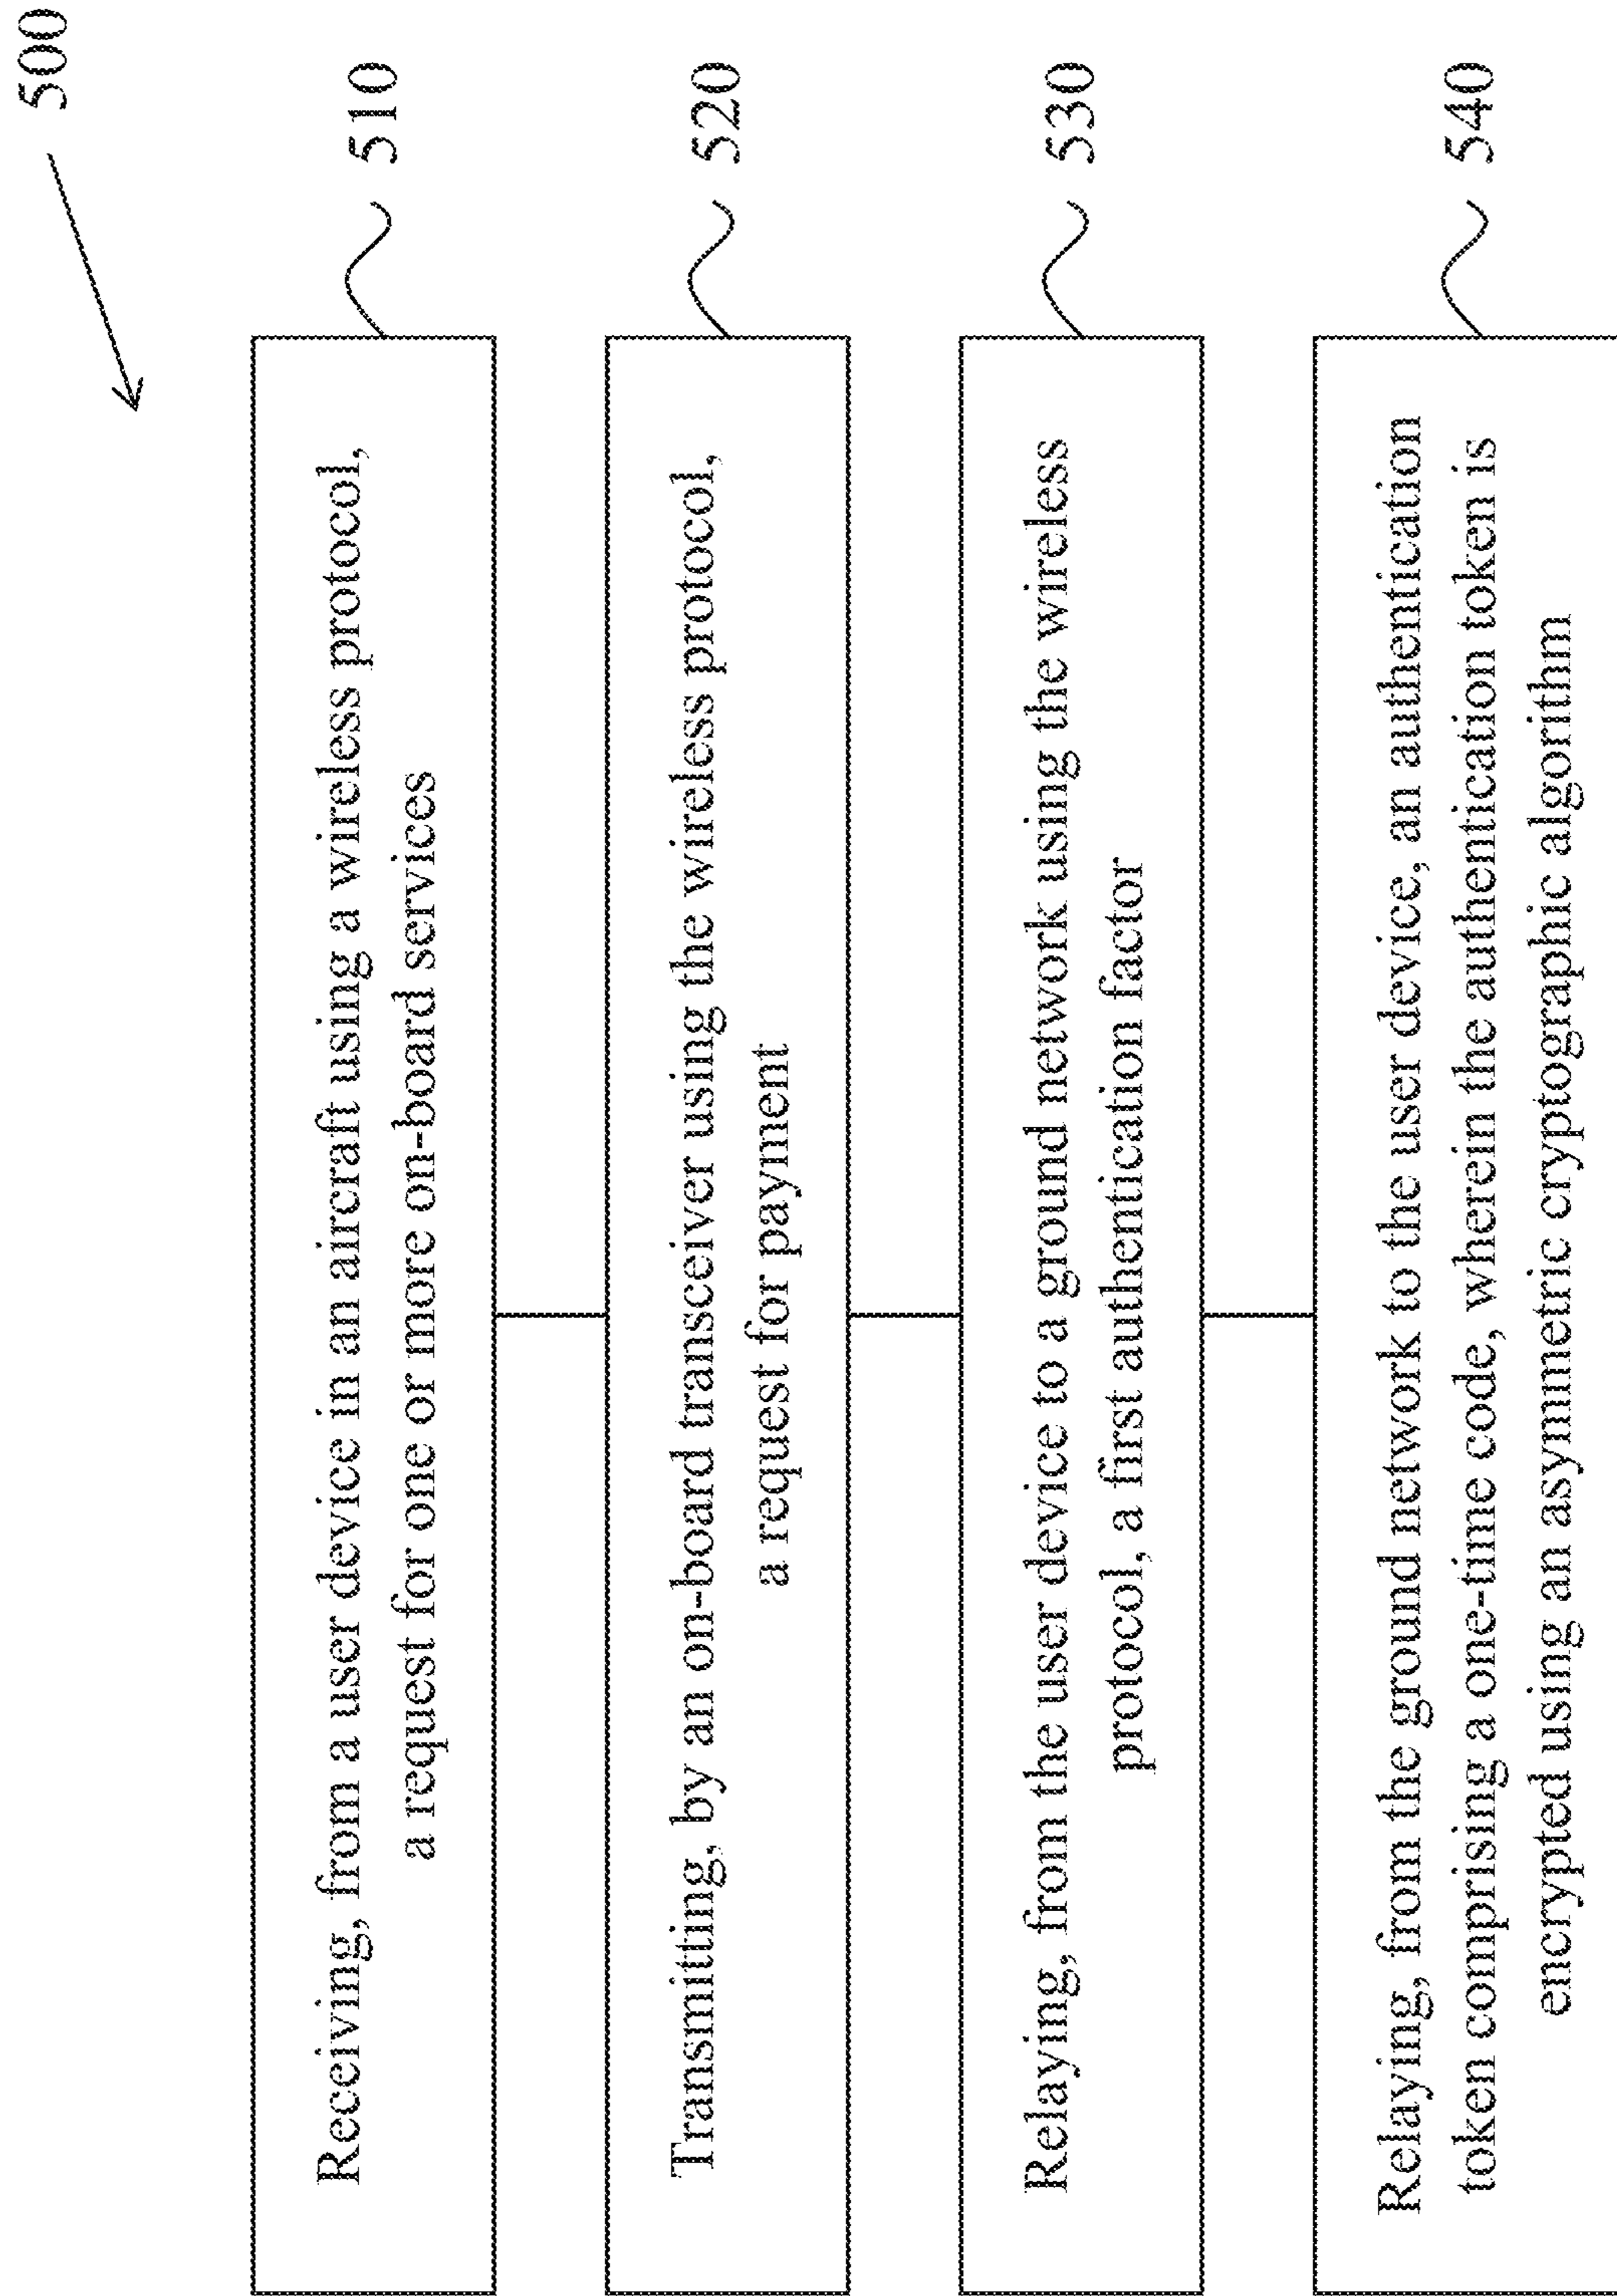 500
Receiving, from a user device in an aircraft using a wireless protocol,
a request for one or more on-board services
510
Transmitting, by an on-board transceiver using the wireless protocol,
a request for payment
520
Relaying, from the user device to a ground network using the wireless
protocol, a first authentication factor
530
Relaying, from the ground network to the user device, an authentication
token comprising a one-time code, wherein the authentication token is
encrypted using an asymmetric cryptographic algorithm
540